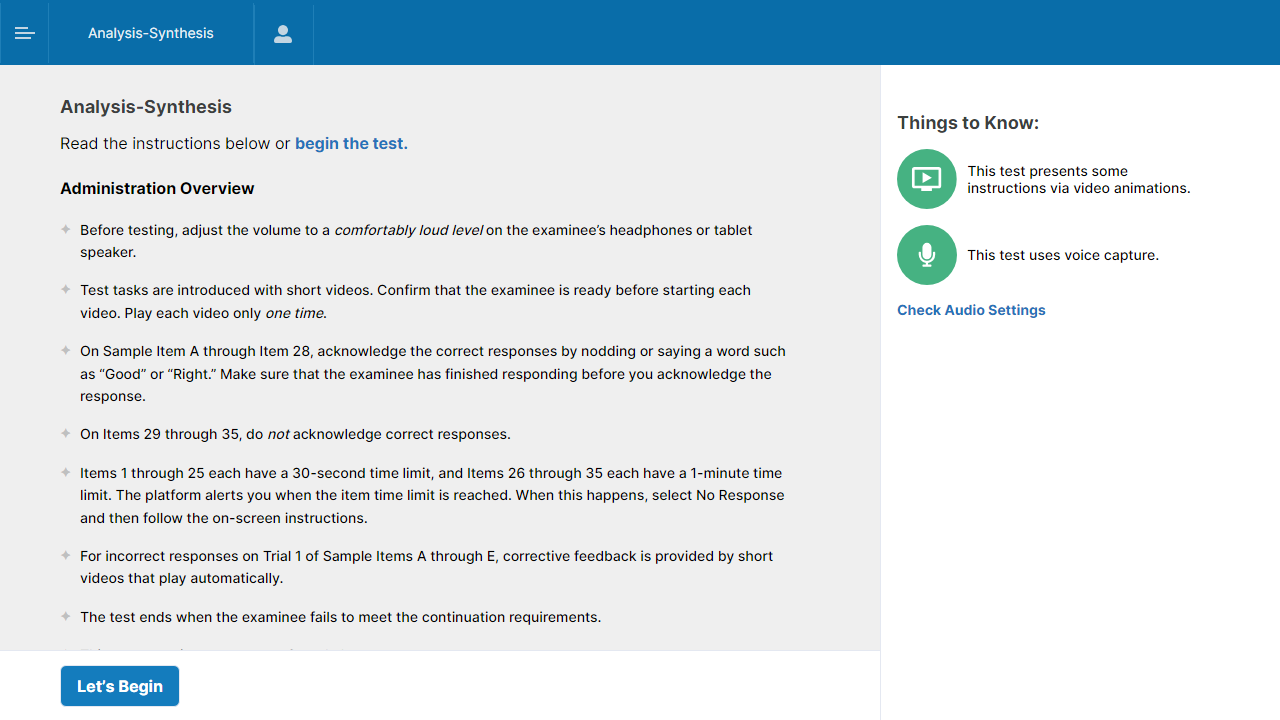 Analysis-Synthesis
Analysis-Synthesis
Read the instructions below or begin the test.
Administration Overview
Before testing, adjust the volume to a comfortably loud level on the examinee’s headphones or tablet
speaker.
Test tasks are introduced with short videos. Confirm that the examinee is ready before starting each
video. Play each video only one time.
On Sample Item A through Item 28, acknowledge the correct responses by nodding or saying a word such
as “Good” or “Right.” Make sure that the examinee has finished responding before you acknowledge the
response.
On Items 29 through 35, do not acknowledge correct responses.
Items 1 through 25 each have a 30-second time limit, and Items 26 through 35 each have a 1-minute time
limit. The platform alerts you when the item time limit is reached. When this happens, select No Response
and then follow the on-screen instructions.
For incorrect responses on Trial 1 of Sample Items A through E, corrective feedback is provided by short
videos that play automatically.
The test ends when the examinee fails to meet the continuation requirements.
Let’s Begin
Things to Know:
This test presents some
instructions via video animations.
This test uses voice capture.
Check Audio Settings